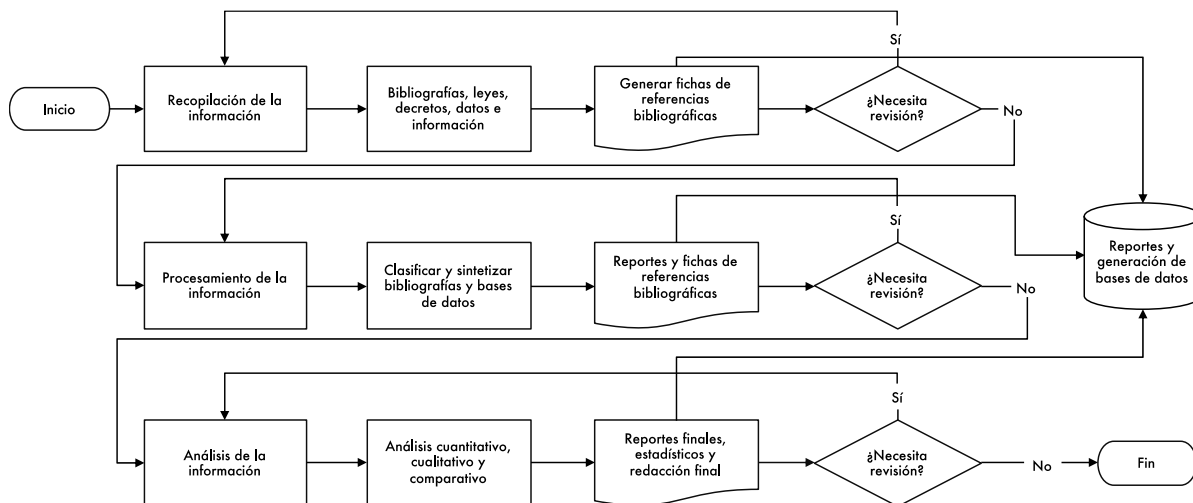 Sí
Inicio
Recopilación de la
información
Bibliografías, leyes,
decretos, datos e
información
Generar fichas de
referencias
bibliográficas
¿Necesita
revisión?
No
Sí
Procesamiento de la
información
Clasificar y sintetizar
bibliografías y bases
de datos
Reportes y fichas de
referencias
bibliográficas
¿Necesita
revisión?
No
Reportes y
generación de
bases de datos
Sí
Análisis de la
información
Análisis cuantitativo,
cualitativo y
comparativo
Reportes finales,
estadísticos y
redacción final
¿Necesita
revisión?
No
Fin